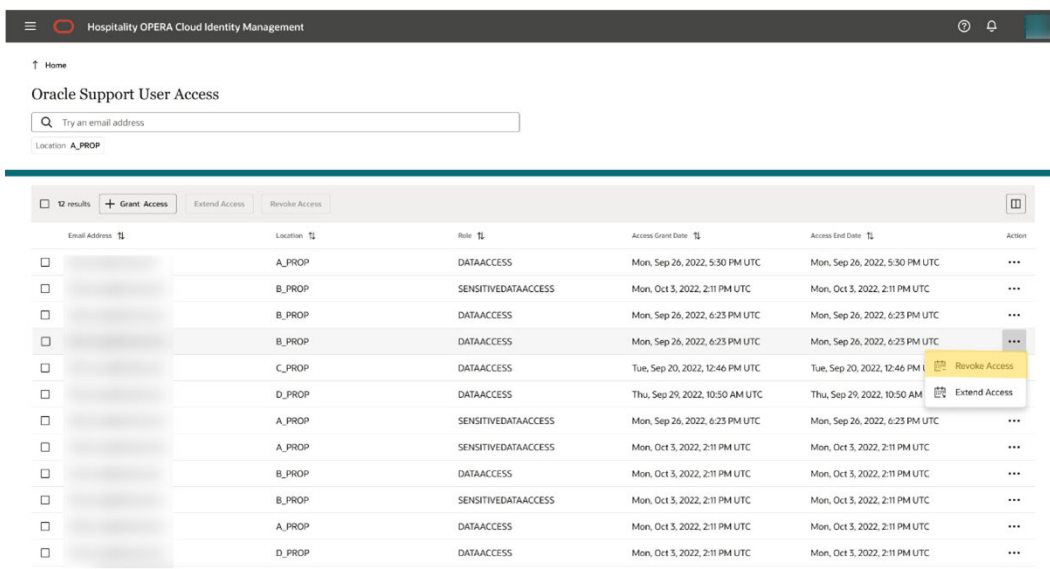 Hospitality OPERA Cloud Identity Management
↑ Home
Oracle Support User Access
Try an email address
Location A_PROP
12 results + Grant Access Extend Access Revoke Access
Email Address Location Role Access Grant Date Access End Date Action
A_PROP DATAACCESS Mon, Sep 26, 2022, 5:30 PM UTC Mon, Sep 26, 2022, 5:30 PM UTC ...
B_PROP SENSITIVEDATAACCESS Mon, Oct 3, 2022, 2:11 PM UTC Mon, Oct 3, 2022, 2:11 PM UTC ...
B_PROP DATAACCESS Mon, Sep 26, 2022, 6:23 PM UTC Mon, Sep 26, 2022, 6:23 PM UTC ...
B_PROP DATAACCESS Mon, Sep 26, 2022, 6:23 PM UTC Mon, Sep 26, 2022, 6:23 PM UTC ...
C_PROP DATAACCESS Tue, Sep 20, 2022, 12:46 PM UTC Tue, Sep 20, 2022, 12:46 PM Revoke Access
D_PROP DATAACCESS Thu, Sep 29, 2022, 10:50 AM UTC Thu, Sep 29, 2022, 10:50 AM Extend Access
A_PROP SENSITIVEDATAACCESS Mon, Sep 26, 2022, 6:23 PM UTC Mon, Sep 26, 2022, 6:23 PM UTC ...
A_PROP SENSITIVEDATAACCESS Mon, Oct 3, 2022, 2:11 PM UTC Mon, Oct 3, 2022, 2:11 PM UTC ...
B_PROP DATAACCESS Mon, Oct 3, 2022, 2:11 PM UTC Mon, Oct 3, 2022, 2:11 PM UTC ...
B_PROP SENSITIVEDATAACCESS Mon, Oct 3, 2022, 2:11 PM UTC Mon, Oct 3, 2022, 2:11 PM UTC ...
A_PROP DATAACCESS Mon, Oct 3, 2022, 2:11 PM UTC Mon, Oct 3, 2022, 2:11 PM UTC ...
D_PROP DATAACCESS Mon, Oct 3, 2022, 2:11 PM UTC Mon, Oct 3, 2022, 2:11 PM UTC ...